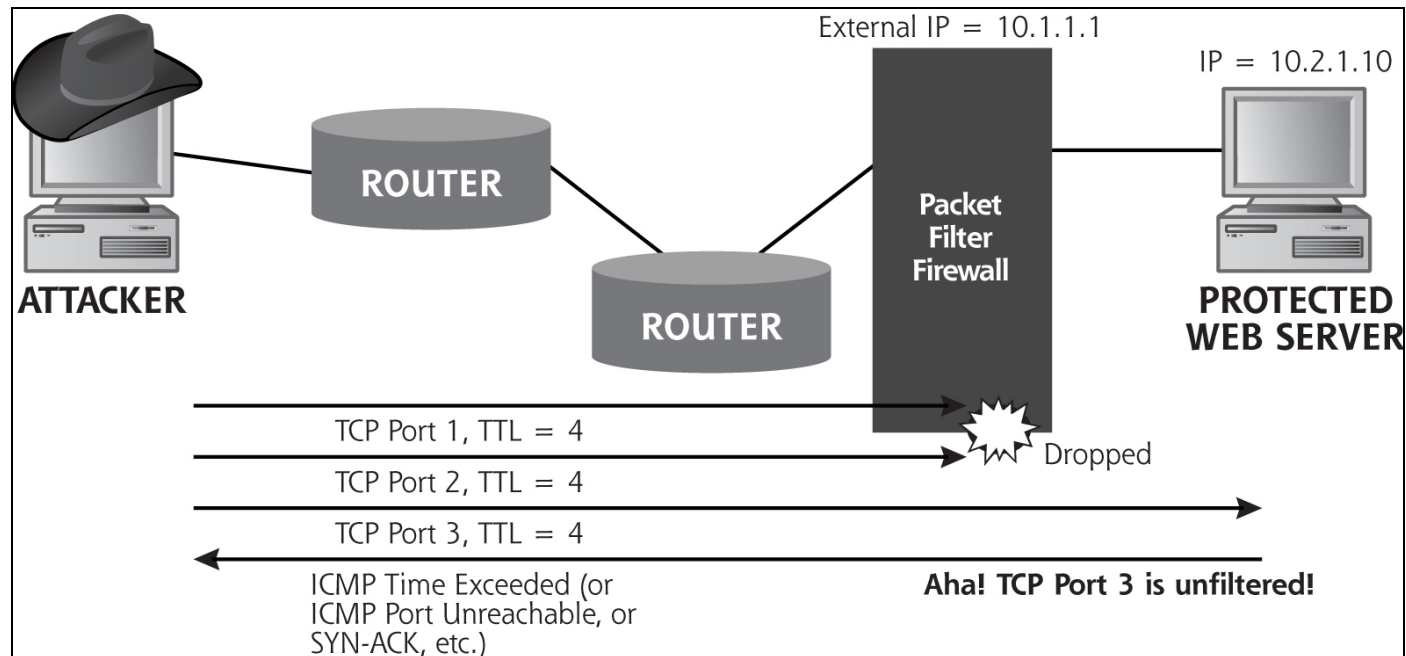 External IP = 10.1.1.1
IP = 10.2.1.10
ROUTER
Packet
Filter
Firewall
ATTACKER
ROUTER
PROTECTED
WEB SERVER
TCP Port 1, TTL = 4
Dropped
TCP Port 2, TTL = 4
TCP Port 3, TTL = 4
ICMP Time Exceeded (or
ICMP Port Unreachable, or
SYN-ACK, etc.)
Aha! TCP Port 3 is unfiltered!